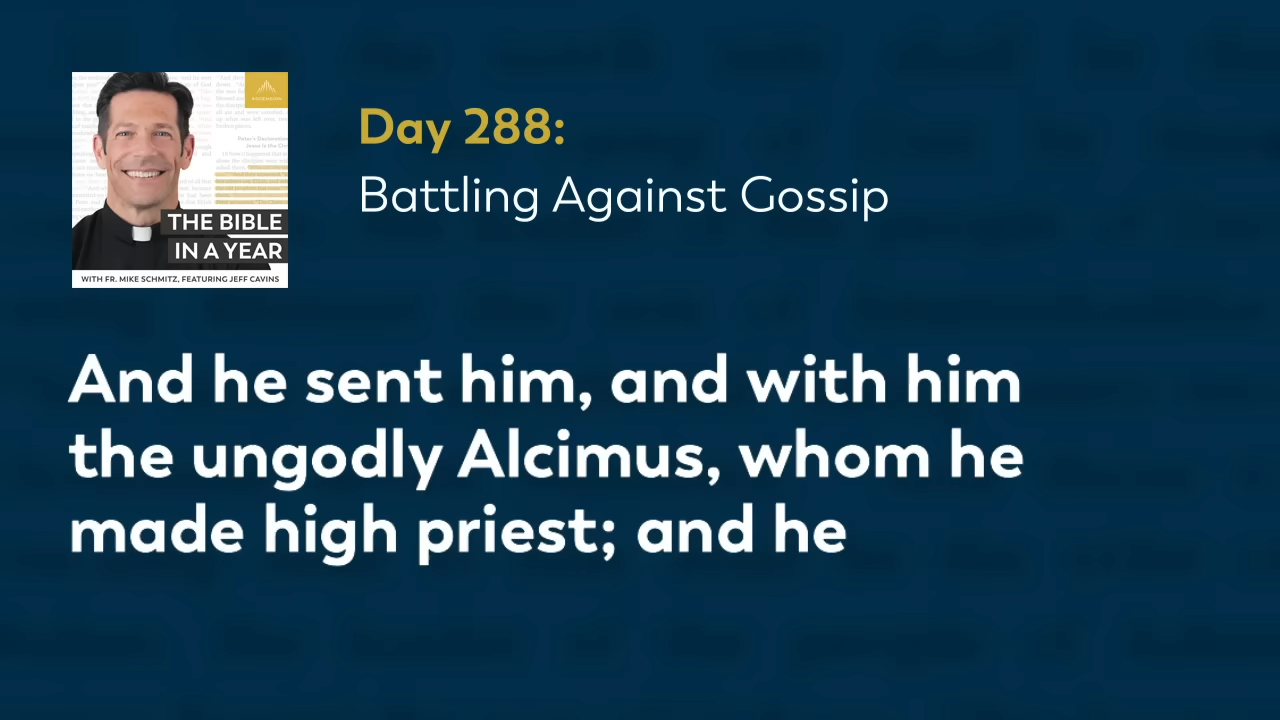 Day 288:
Battling Against Gossip
THE BIBLE
IN A YEAR
WITH FR. MIKE SCHMITZ, FEATURING JEFF CAVINS
And he sent him, and with him
the ungodly Alcimus, whom he
made high priest; and he